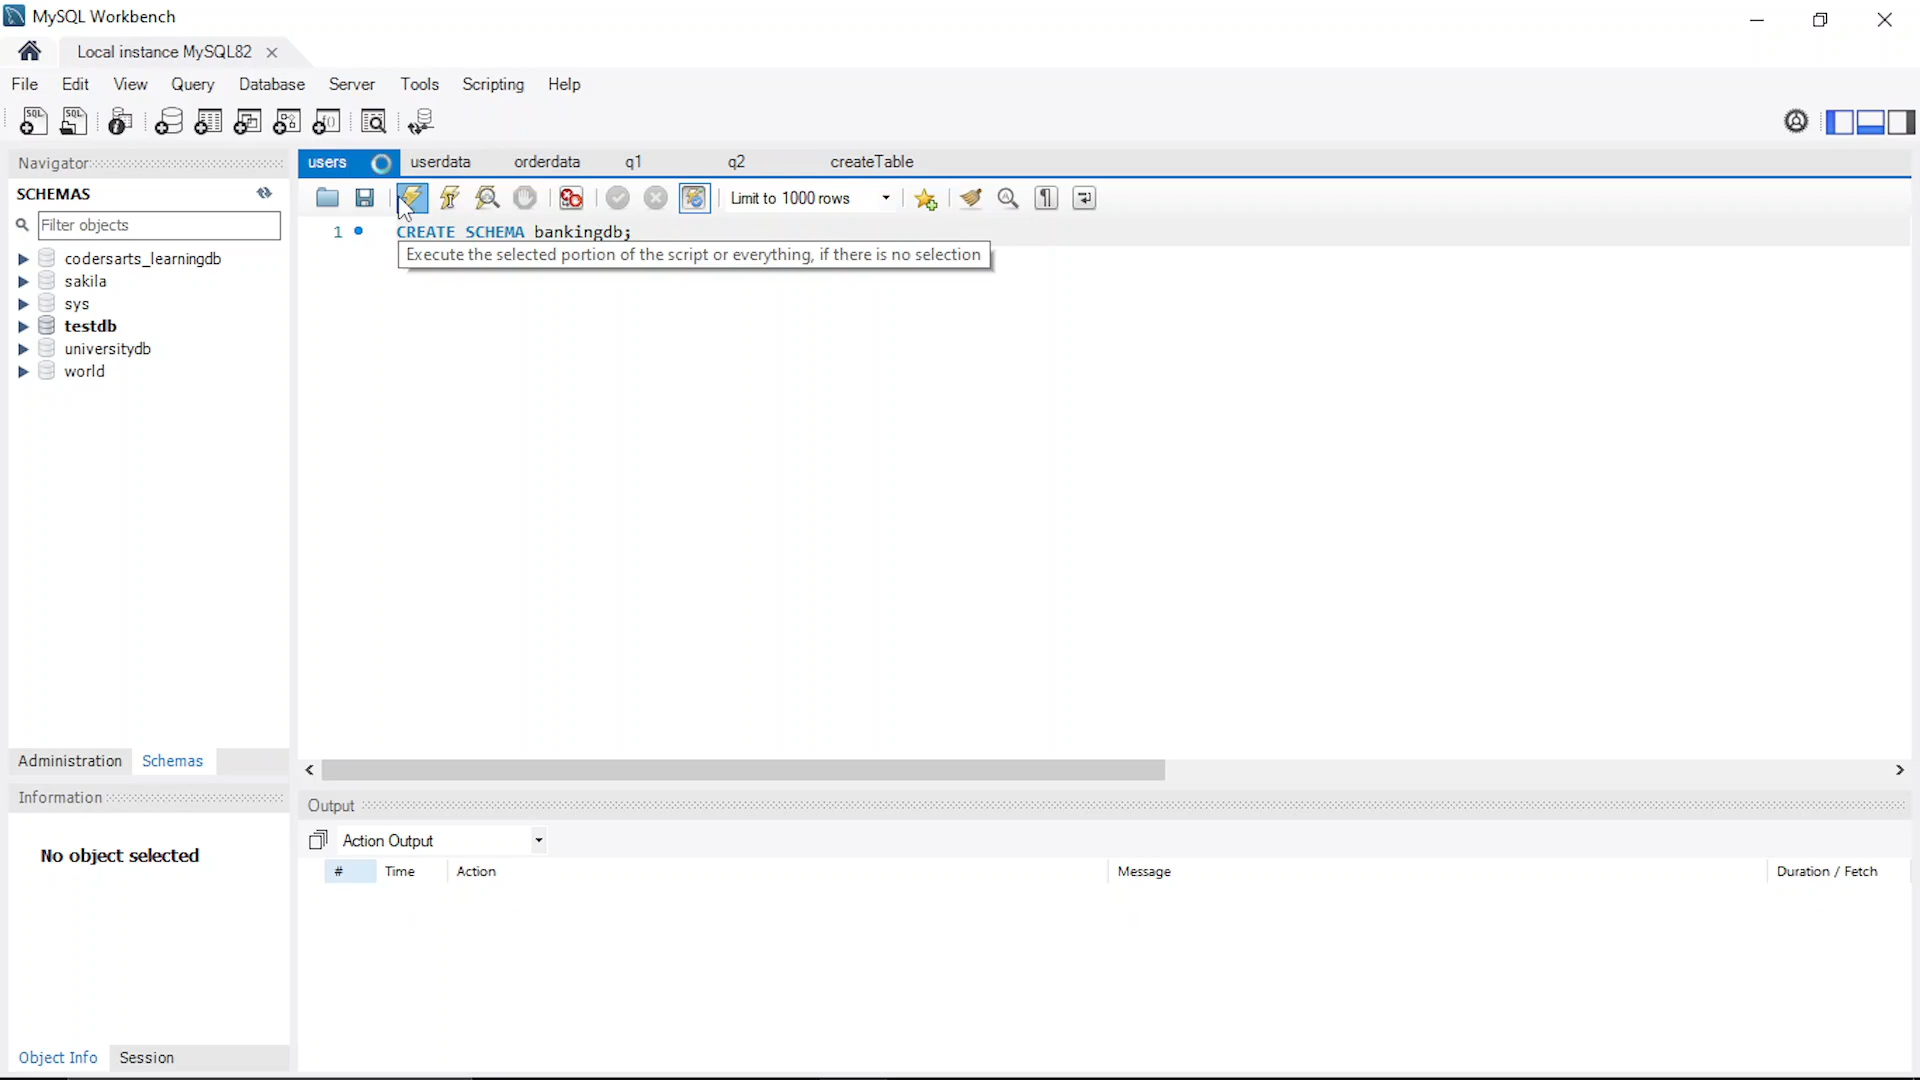 MySQL Workbench
Local instance MySQL82
File Edit View Query Database Server Tools Scripting Help
Navigator
SCHEMAS
Filter objects
codersarts_learningdb
sakila
sys
testdb
universitydb
world
Administration Schemas
Information
No object selected
Object Info Session
users userdata orderdata q1 q2 createTable
Limit to 1000 rows
1 CREATE SCHEMA bankingdb;
Execute the selected portion of the script or everything, if there is no selection
Output
Action Output
# Time Action Message Duration / Fetch